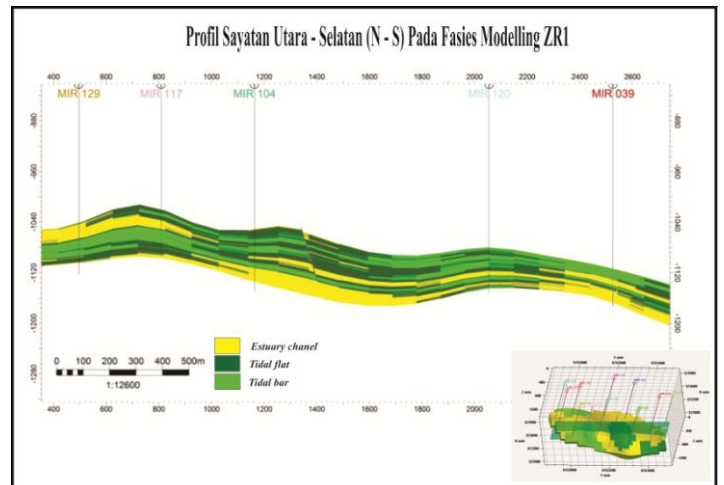 Profil Sayatan Utara - Selatan (N - S) Pada Fasies Modelling ZR1
400 600 800 1000 1200 1400 1600 1800 2000 2200 2400 2600
MIR 129 MIR 117 MIR 104 MIR 120 MIR 039
-880 -880
-960 -960
-1040 -1040
-1120 -1120
-1200 -1200
-1280
Estuary chanel
Tidal flat
Tidal bar
0 100 200 300 400 500m
1:12600
400 600 800 1000 1200 1400 1600 1800 2000